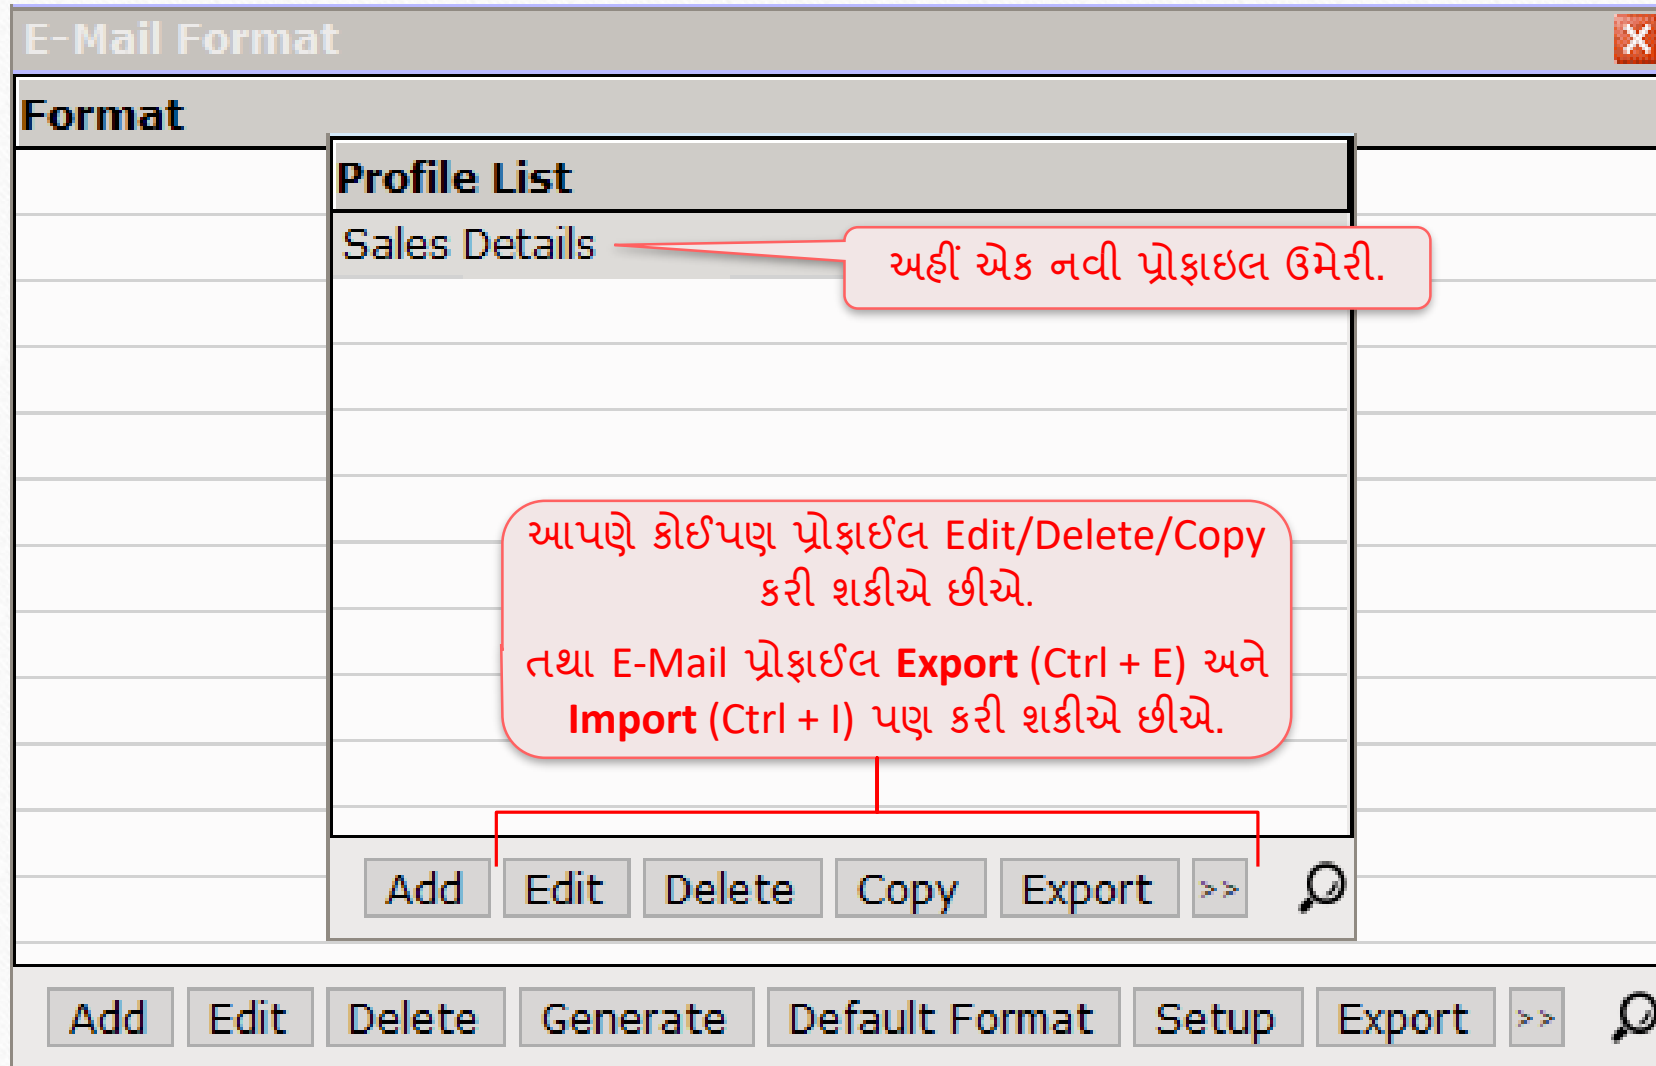 E-Mail Format
Format
Profile List
Sales Details
અહીં એક નવી પ્રોફાઇલ ઉમેરી.
આપણે કોઈપણ પ્રોફાઈલ Edit/Delete/Copy
કરી શકીએ છીએ.
તથા E-Mail પ્રોફાઈલ Export (Ctrl + E) અને
Import (Ctrl + I) પણ કરી શકીએ છીએ.
Add Edit Delete Copy Export >>
Add Edit Delete Generate Default Format Setup Export >>